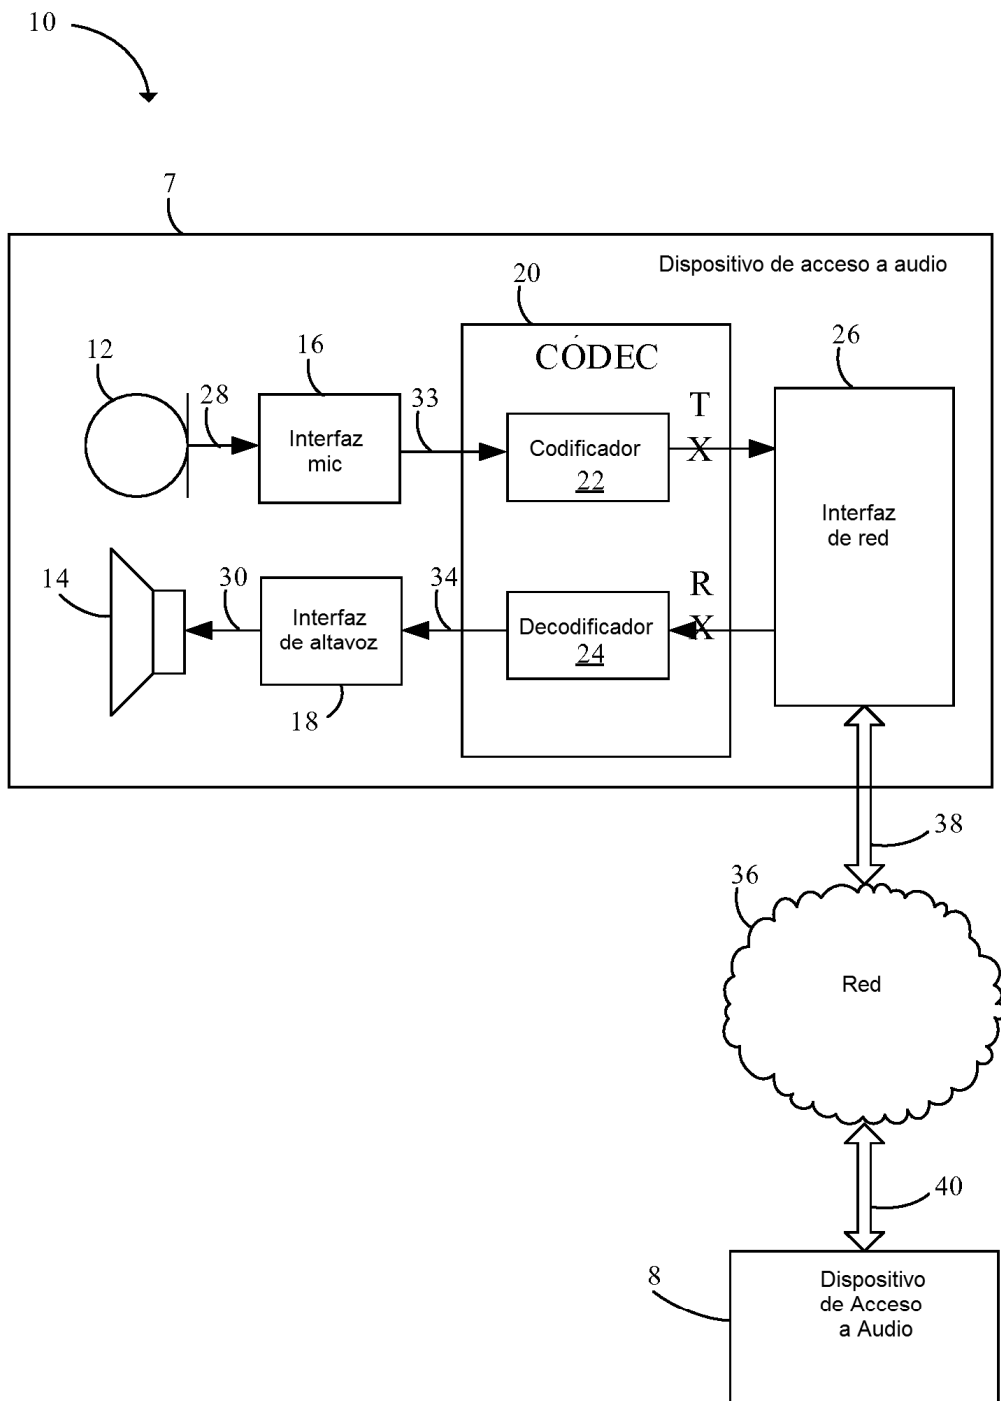 10
7
Dispositivo de acceso a audio
20
CÓDEC
26
12
16
28
33
T
X
Interfaz
mic
Codificador
22
Interfaz
de red
14
30
34
R
X
Interfaz
de altavoz
Decodificador
24
18
38
36
Red
40
8
Dispositivo
de Acceso
a Audio